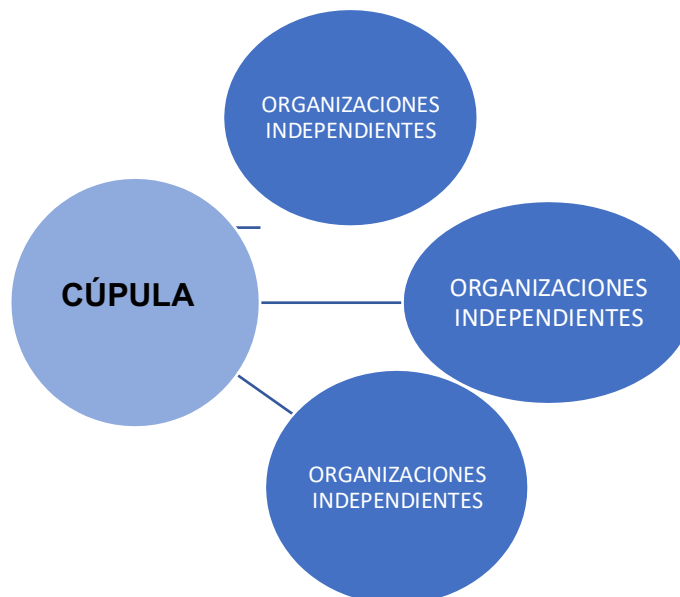 ORGANIZACIONES
INDEPENDIENTES
CÚPULA
ORGANIZACIONES
INDEPENDIENTES
ORGANIZACIONES
INDEPENDIENTES